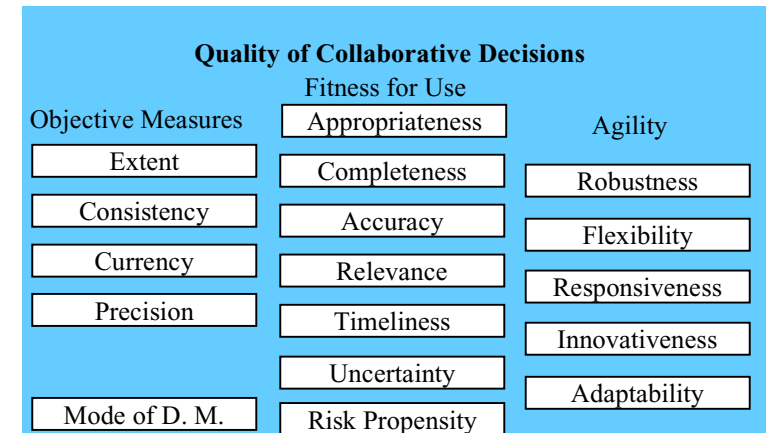 Quality of Collaborative Decisions
Objective Measures
Extent
Consistency
Currency
Precision
Mode of D. M.
Fitness for Use
Appropriateness
Completeness
Accuracy
Relevance
Timeliness
Uncertainty
Risk Propensity
Agility
Robustness
Flexibility
Responsiveness
Innovativeness
Adaptability